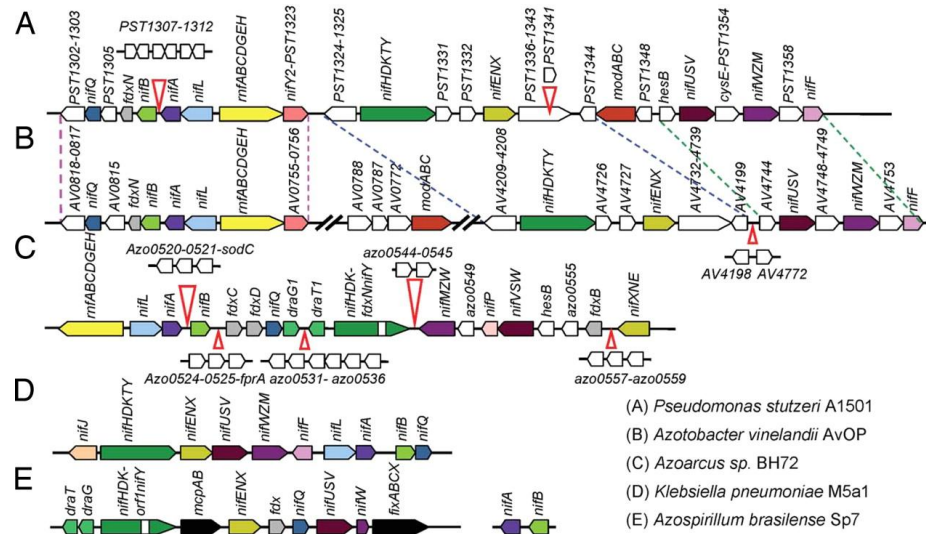 A
PST1307-1312
PST1302-1303
nifQ
PST1305
fdxN
nifB
nifA
nifL
rnfABCDGEH
nifY2-PST1323
PST1324-1325
nifHDKTY
PST1331
PST1332
nifENX
PST1336-1343
PST1341
PST1344
modABC
PST1348
hesB
nifUSV
cysE-PST1354
nifWZM
PST1358
nifF
B
AV0818-0817
nifQ
AV0815
fdxN
nifB
nifA
nifL
rnfABCDGEH
AV0755-0756
AV0788
AV0787
AV0772
modABC
AV4209-4208
nifHDKTY
AV4726
AV4727
nifENX
AV4732-4739
AV4199
AV4744
nifUSV
AV4748-4749
nifWZM
AV4753
nifF
AV4198 AV4772
C
Azo0520-0521-sodC
azo0544-0545
rnfABCDGEH
nifL
nifA
nifB
fdxC
fdxD
nifQ
draG1
draT1
nifHDK-
fdxNnifY
nifMZW
azo0549
nifP
nifVSW
hesB
azo0555
fdxB
nifXNE
Azo0524-0525-fprA azo0531- azo0536
azo0557-azo0559
D
nifJ
nifHDKTY
nifENX
nifUSV
nifWZM
nifF
nifL
nifA
nifB
nifQ
E
draT
draG
nifHDK-
orf1nifY
mcpAB
nifENX
fdx
nifQ
nifUSV
nifW
fixABCX
nifA
nifB
(A) Pseudomonas stutzeri A1501
(B) Azotobacter vinelandii AvOP
(C) Azoarcus sp. BH72
(D) Klebsiella pneumoniae M5a1
(E) Azospirillum brasilense Sp7